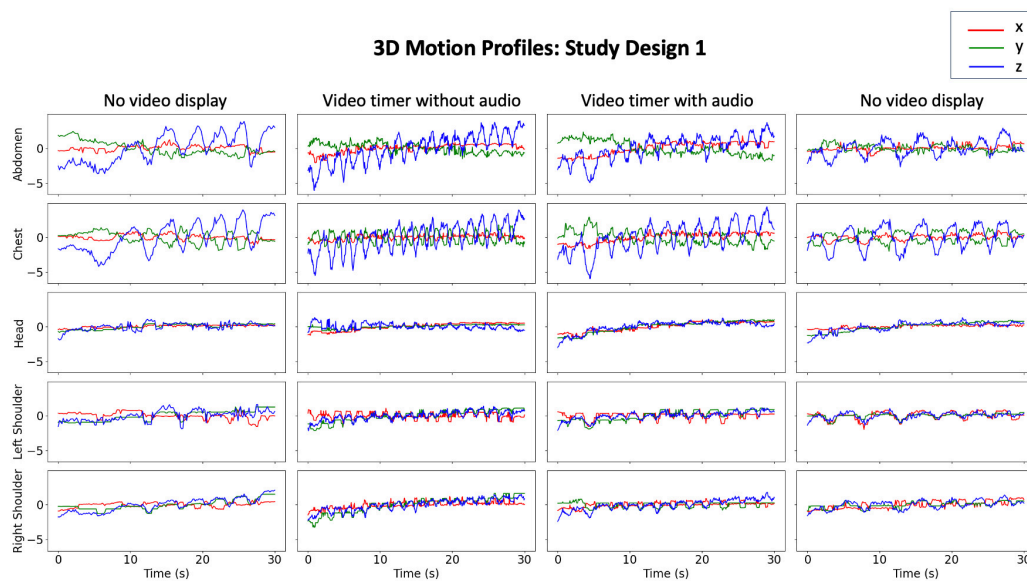 x
y
z
3D Motion Profiles: Study Design 1
No video display
Video timer without audio
Video timer with audio
No video display
Abdomen
0
−5
Chest
0
−5
Head
0
−5
Left Shoulder
0
−5
Right Shoulder
0
−5
0 10 20 30 0 10 20 30 0 10 20 30 0 10 20 30
Time (s) Time (s) Time (s) Time (s)